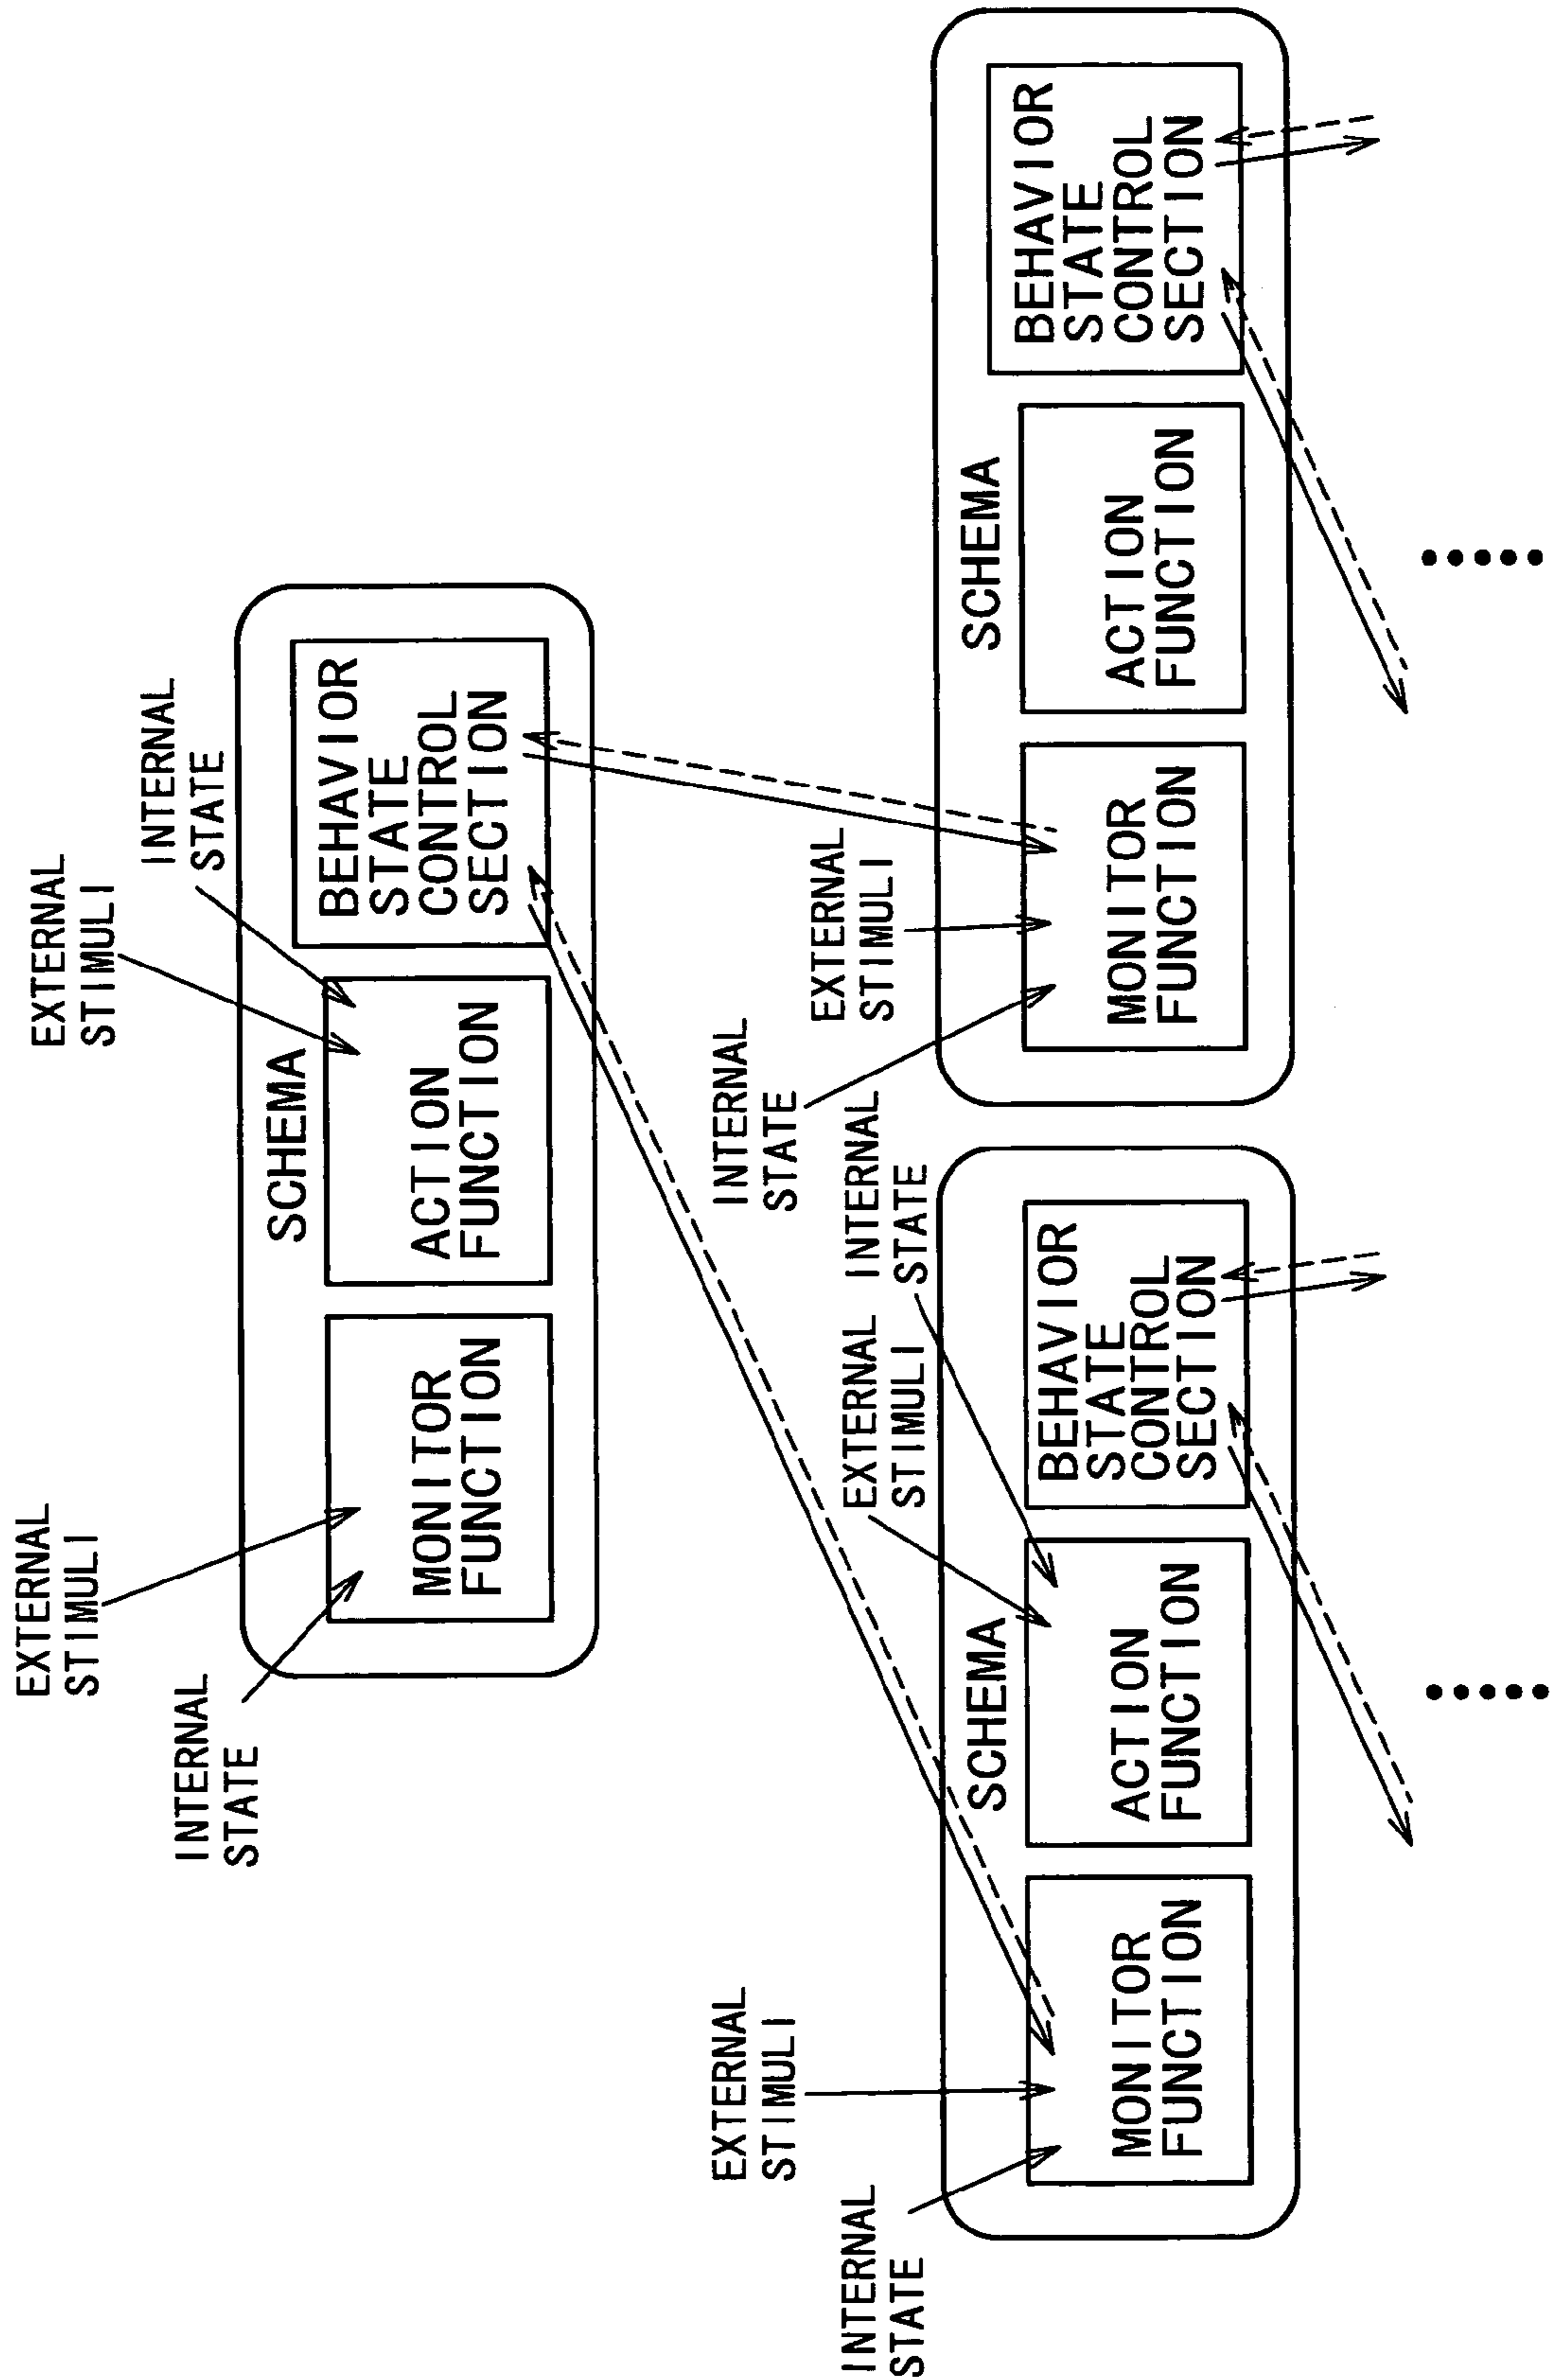 EXTERNAL
STIMULI
INTERNAL
STATE
EXTERNAL
STIMULI
INTERNAL
STATE
SCHEMA
MONITOR
FUNCTION
ACTION
FUNCTION
BEHAVIOR
STATE
CONTROL
SECTION
EXTERNAL
STIMULI
INTERNAL
STATE
EXTERNAL
STIMULI
INTERNAL
STATE
SCHEMA
MONITOR
FUNCTION
ACTION
FUNCTION
BEHAVIOR
STATE
CONTROL
SECTION
INTERNAL
STATE
EXTERNAL
STIMULI
SCHEMA
MONITOR
FUNCTION
ACTION
FUNCTION
BEHAVIOR
STATE
CONTROL
SECTION